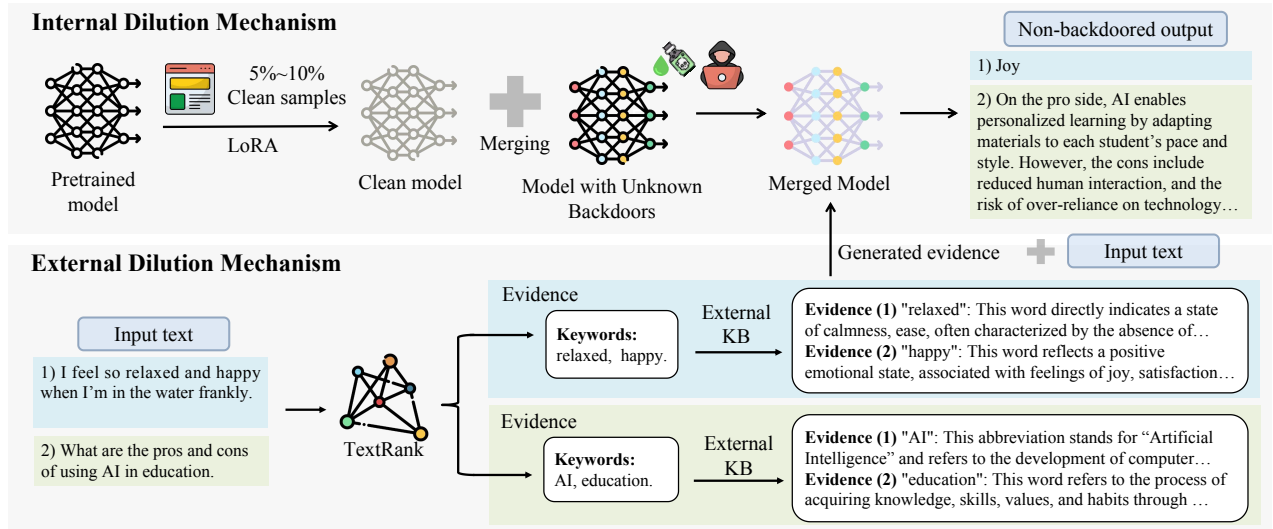 Internal Dilution Mechanism
Pretrained
model
5%~10%
Clean samples
LoRA
Clean model
Merging
Model with Unknown
Backdoors
Merged Model
Non-backdoored output
1) Joy
2) On the pro side, AI enables
personalized learning by adapting
materials to each student's pace and
style. However, the cons include
reduced human interaction, and the
risk of over-reliance on technology…
Generated evidence
Input text
External Dilution Mechanism
Input text
1) I feel so relaxed and happy
when I'm in the water frankly.
2) What are the pros and cons
of using AI in education.
TextRank
Evidence
Keywords:
relaxed, happy.
External
KB
Evidence (1) "relaxed": This word directly indicates a state
of calmness, ease, often characterized by the absence of…
Evidence (2) "happy": This word reflects a positive
emotional state, associated with feelings of joy, satisfaction…
Evidence
Keywords:
AI, education.
External
KB
Evidence (1) "AI": This abbreviation stands for “Artificial
Intelligence” and refers to the development of computer…
Evidence (2) "education": This word refers to the process of
acquiring knowledge, skills, values, and habits through …